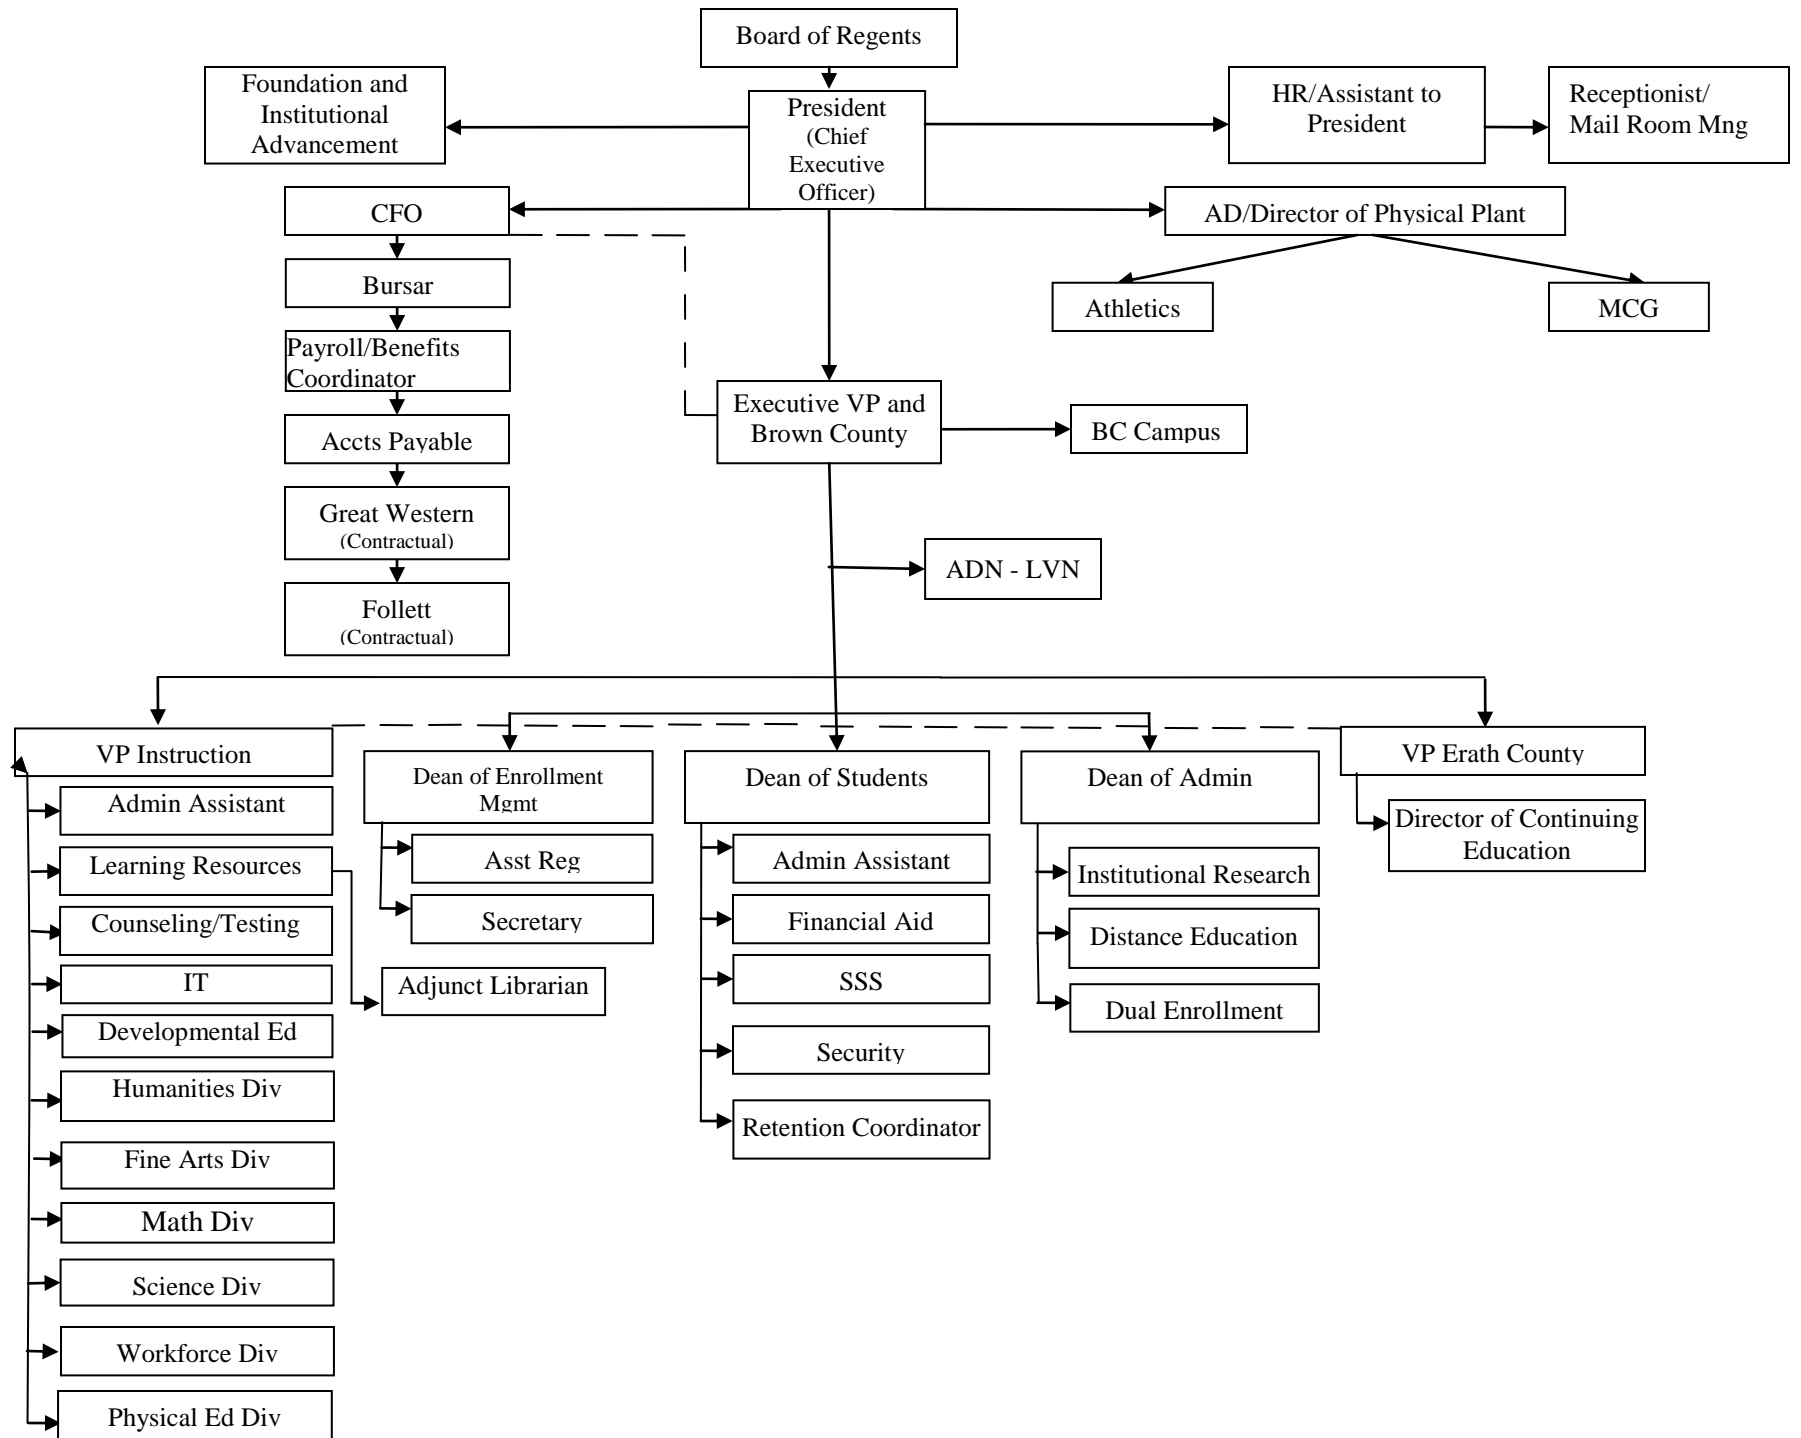 Board of Regents
Foundation and
Institutional
Advancement
President
(Chief
Executive
Officer)
HR/Assistant to
President
Receptionist/
Mail Room Mng
CFO
AD/Director of Physical Plant
Bursar
Athletics
MCG
Payroll/Benefits
Coordinator
Executive VP and
Brown County
BC Campus
Accts Payable
Great Western
(Contractual)
ADN - LVN
Follett
(Contractual)
VP Instruction
Dean of Enrollment
Mgmt
Dean of Students
Dean of Admin
VP Erath County
Admin Assistant
Learning Resources
Counseling/Testing
IT
Developmental Ed
Humanities Div
Fine Arts Div
Math Div
Science Div
Workforce Div
Physical Ed Div
Asst Reg
Secretary
Adjunct Librarian
Admin Assistant
Financial Aid
SSS
Security
Retention Coordinator
Institutional Research
Distance Education
Dual Enrollment
Director of Continuing
Education